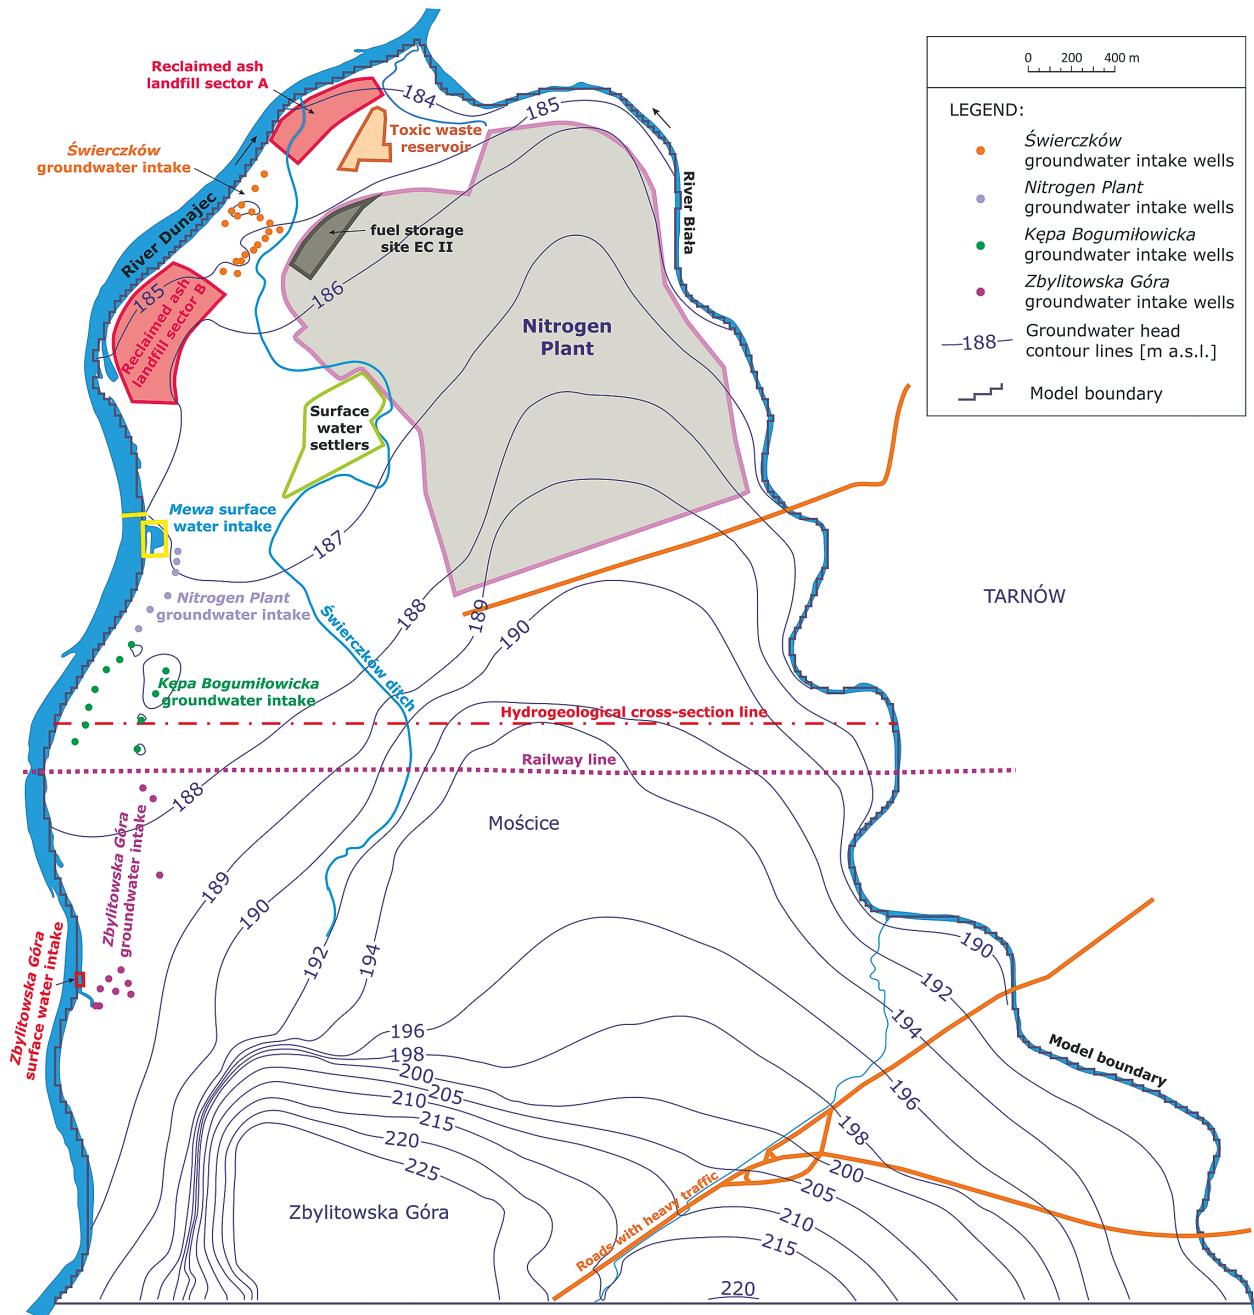 Reclaimed ash
landfill sector A
184
185
0 200 400 m
LEGEND:
Świerczków
groundwater intake wells
Nitrogen Plant
groundwater intake wells
Kępa Bogumiłowicka
groundwater intake wells
Zbylitowska Góra
groundwater intake wells
188
Groundwater head
contour lines [m a.s.l.]
Model boundary
Toxic waste
reservoir
Świerczków
groundwater intake
River Dunajec
River Biała
fuel storage
site EC II
185
186
Reclaimed ash
landfill sector B
Nitrogen
Plant
Surface
water
settlers
Mewa surface
water intake
187
Nitrogen Plant
groundwater intake
188
189
190
TARNÓW
Świerczków ditch
Kępa Bogumiłowicka
groundwater intake
Hydrogeological cross-section line
Railway line
188
Mościce
Zbylitowska Góra
groundwater intake
189
190
192
194
Zbylitowska Góra
surface water intake
190
192
194
196
198
200
205
210
215
220
225
Model boundary
196
198
200
205
210
215
220
Zbylitowska Góra
Roads with heavy traffic